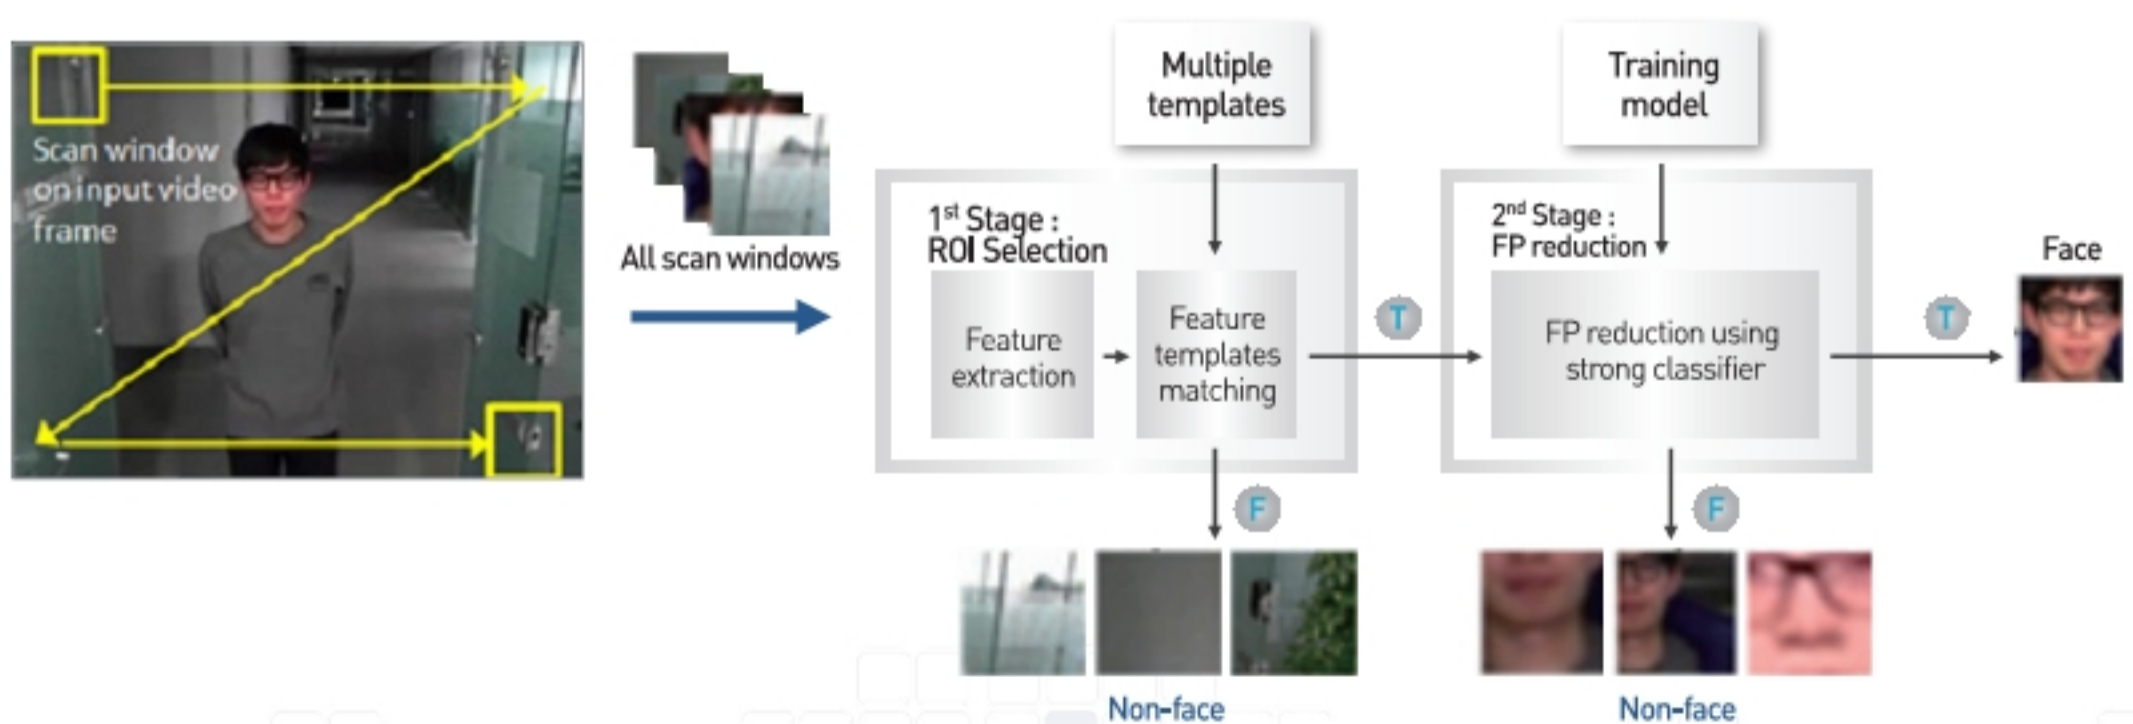 Scan window
on input video
frame
All scan windows
Multiple
templates
1st Stage :
ROI Selection
Feature
extraction
Feature
templates
matching
T
F
Non-face
Training
model
2nd Stage :
FP reduction
FP reduction using
strong classifier
T
F
Non-face
Face